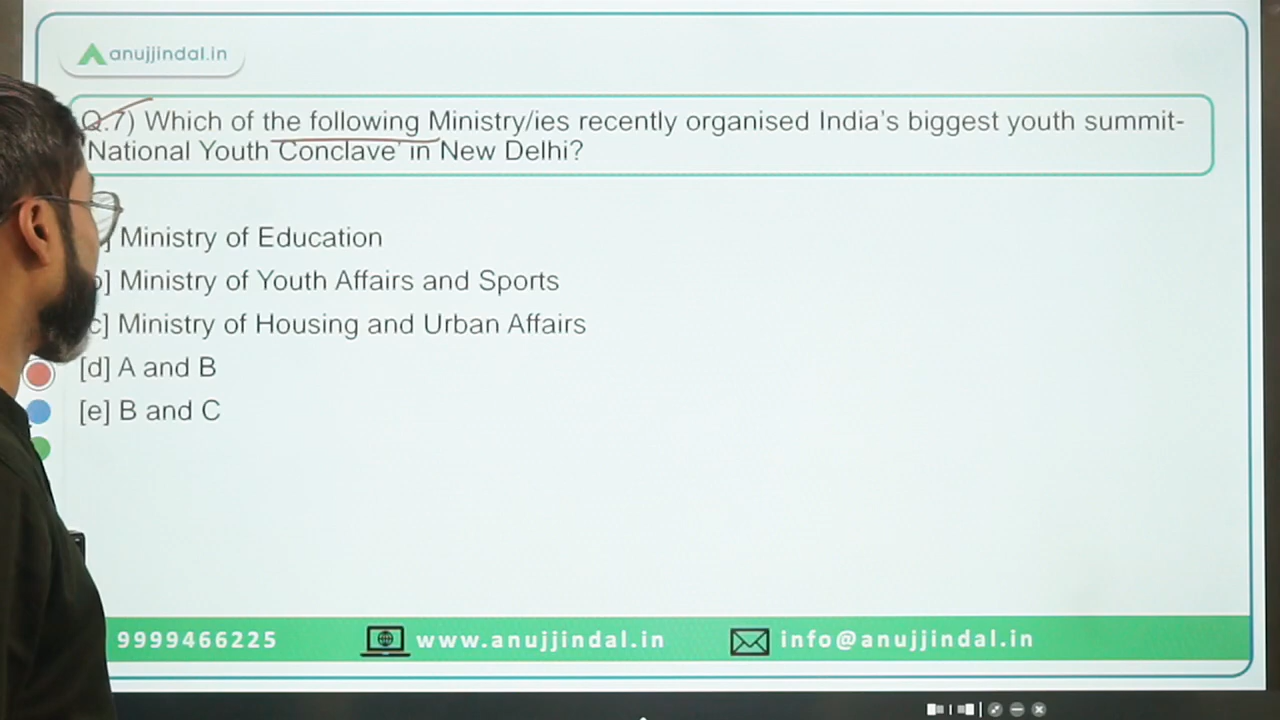 anujjindal.in
Q.7) Which of the following Ministry/ies recently organised India's biggest youth summit-
'National Youth Conclave' in New Delhi?
] Ministry of Education
b] Ministry of Youth Affairs and Sports
c] Ministry of Housing and Urban Affairs
[d] A and B
[e] B and C
9999466225 www.anujjindal.in info@anujjindal.in